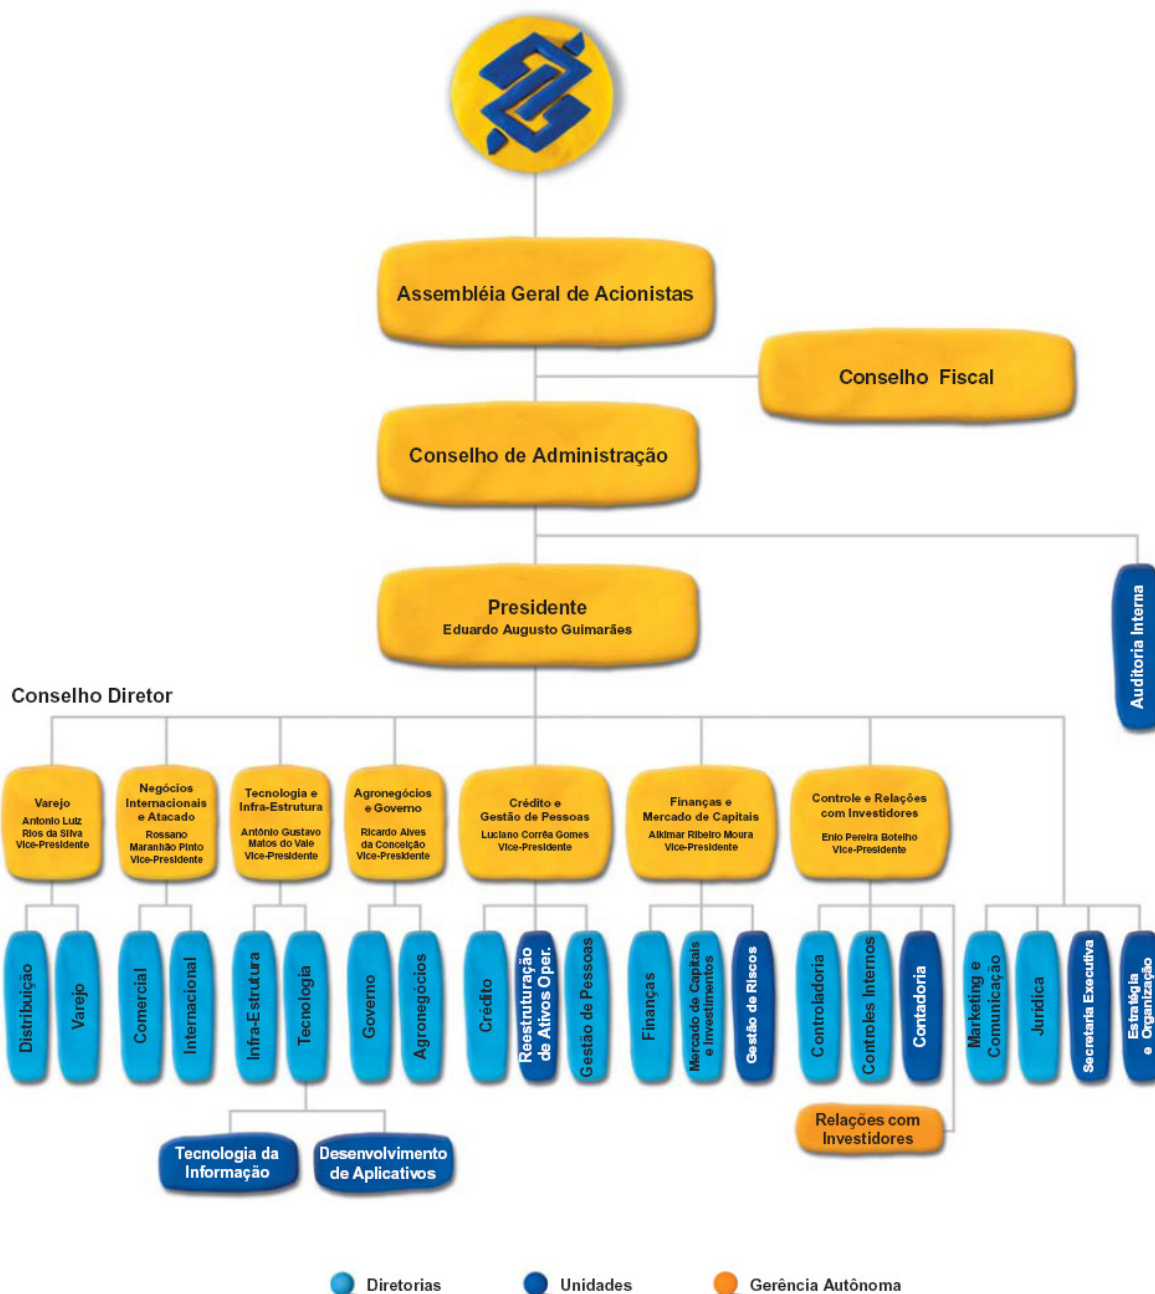 Assembléia Geral de Acionistas
Conselho Fiscal
Conselho de Administração
Presidente
Eduardo Augusto Guimarães
Auditoria Interna
Conselho Diretor
Varejo
Antonio Luiz
Rios da Silva
Vice-Presidente
Negócios
Internacionais
e Atacado
Rossano
Maranhão Pinto
Vice-Presidente
Tecnologia e
Infra-Estrutura
Antônio Gustavo
Matos do Vale
Vice-Presidente
Agronegócios
e Governo
Ricardo Alves
da Conceição
Vice-Presidente
Crédito e
Gestão de Pessoas
Luciano Corrêa Gomes
Vice-Presidente
Finanças e
Mercado de Capitais
Alkimar Ribeiro Moura
Vice-Presidente
Controle e Relações
com Investidores
Enio Pereira Botelho
Vice-Presidente
Distribuição
Varejo
Comercial
Internacional
Infra-Estrutura
Tecnologia
Governo
Agronegócios
Crédito
Reestruturação
de Ativos Oper.
Gestão de Pessoas
Finanças
Mercado de Capitais
e Investimentos
Gestão de Riscos
Controladoria
Controles Internos
Contadoria
Marketing e
Comunicação
Jurídica
Secretaria Executiva
Estratégia
e Organização
Relações com
Investidores
Tecnologia da
Informação
Desenvolvimento
de Aplicativos
Diretorias
Unidades
Gerência Autônoma